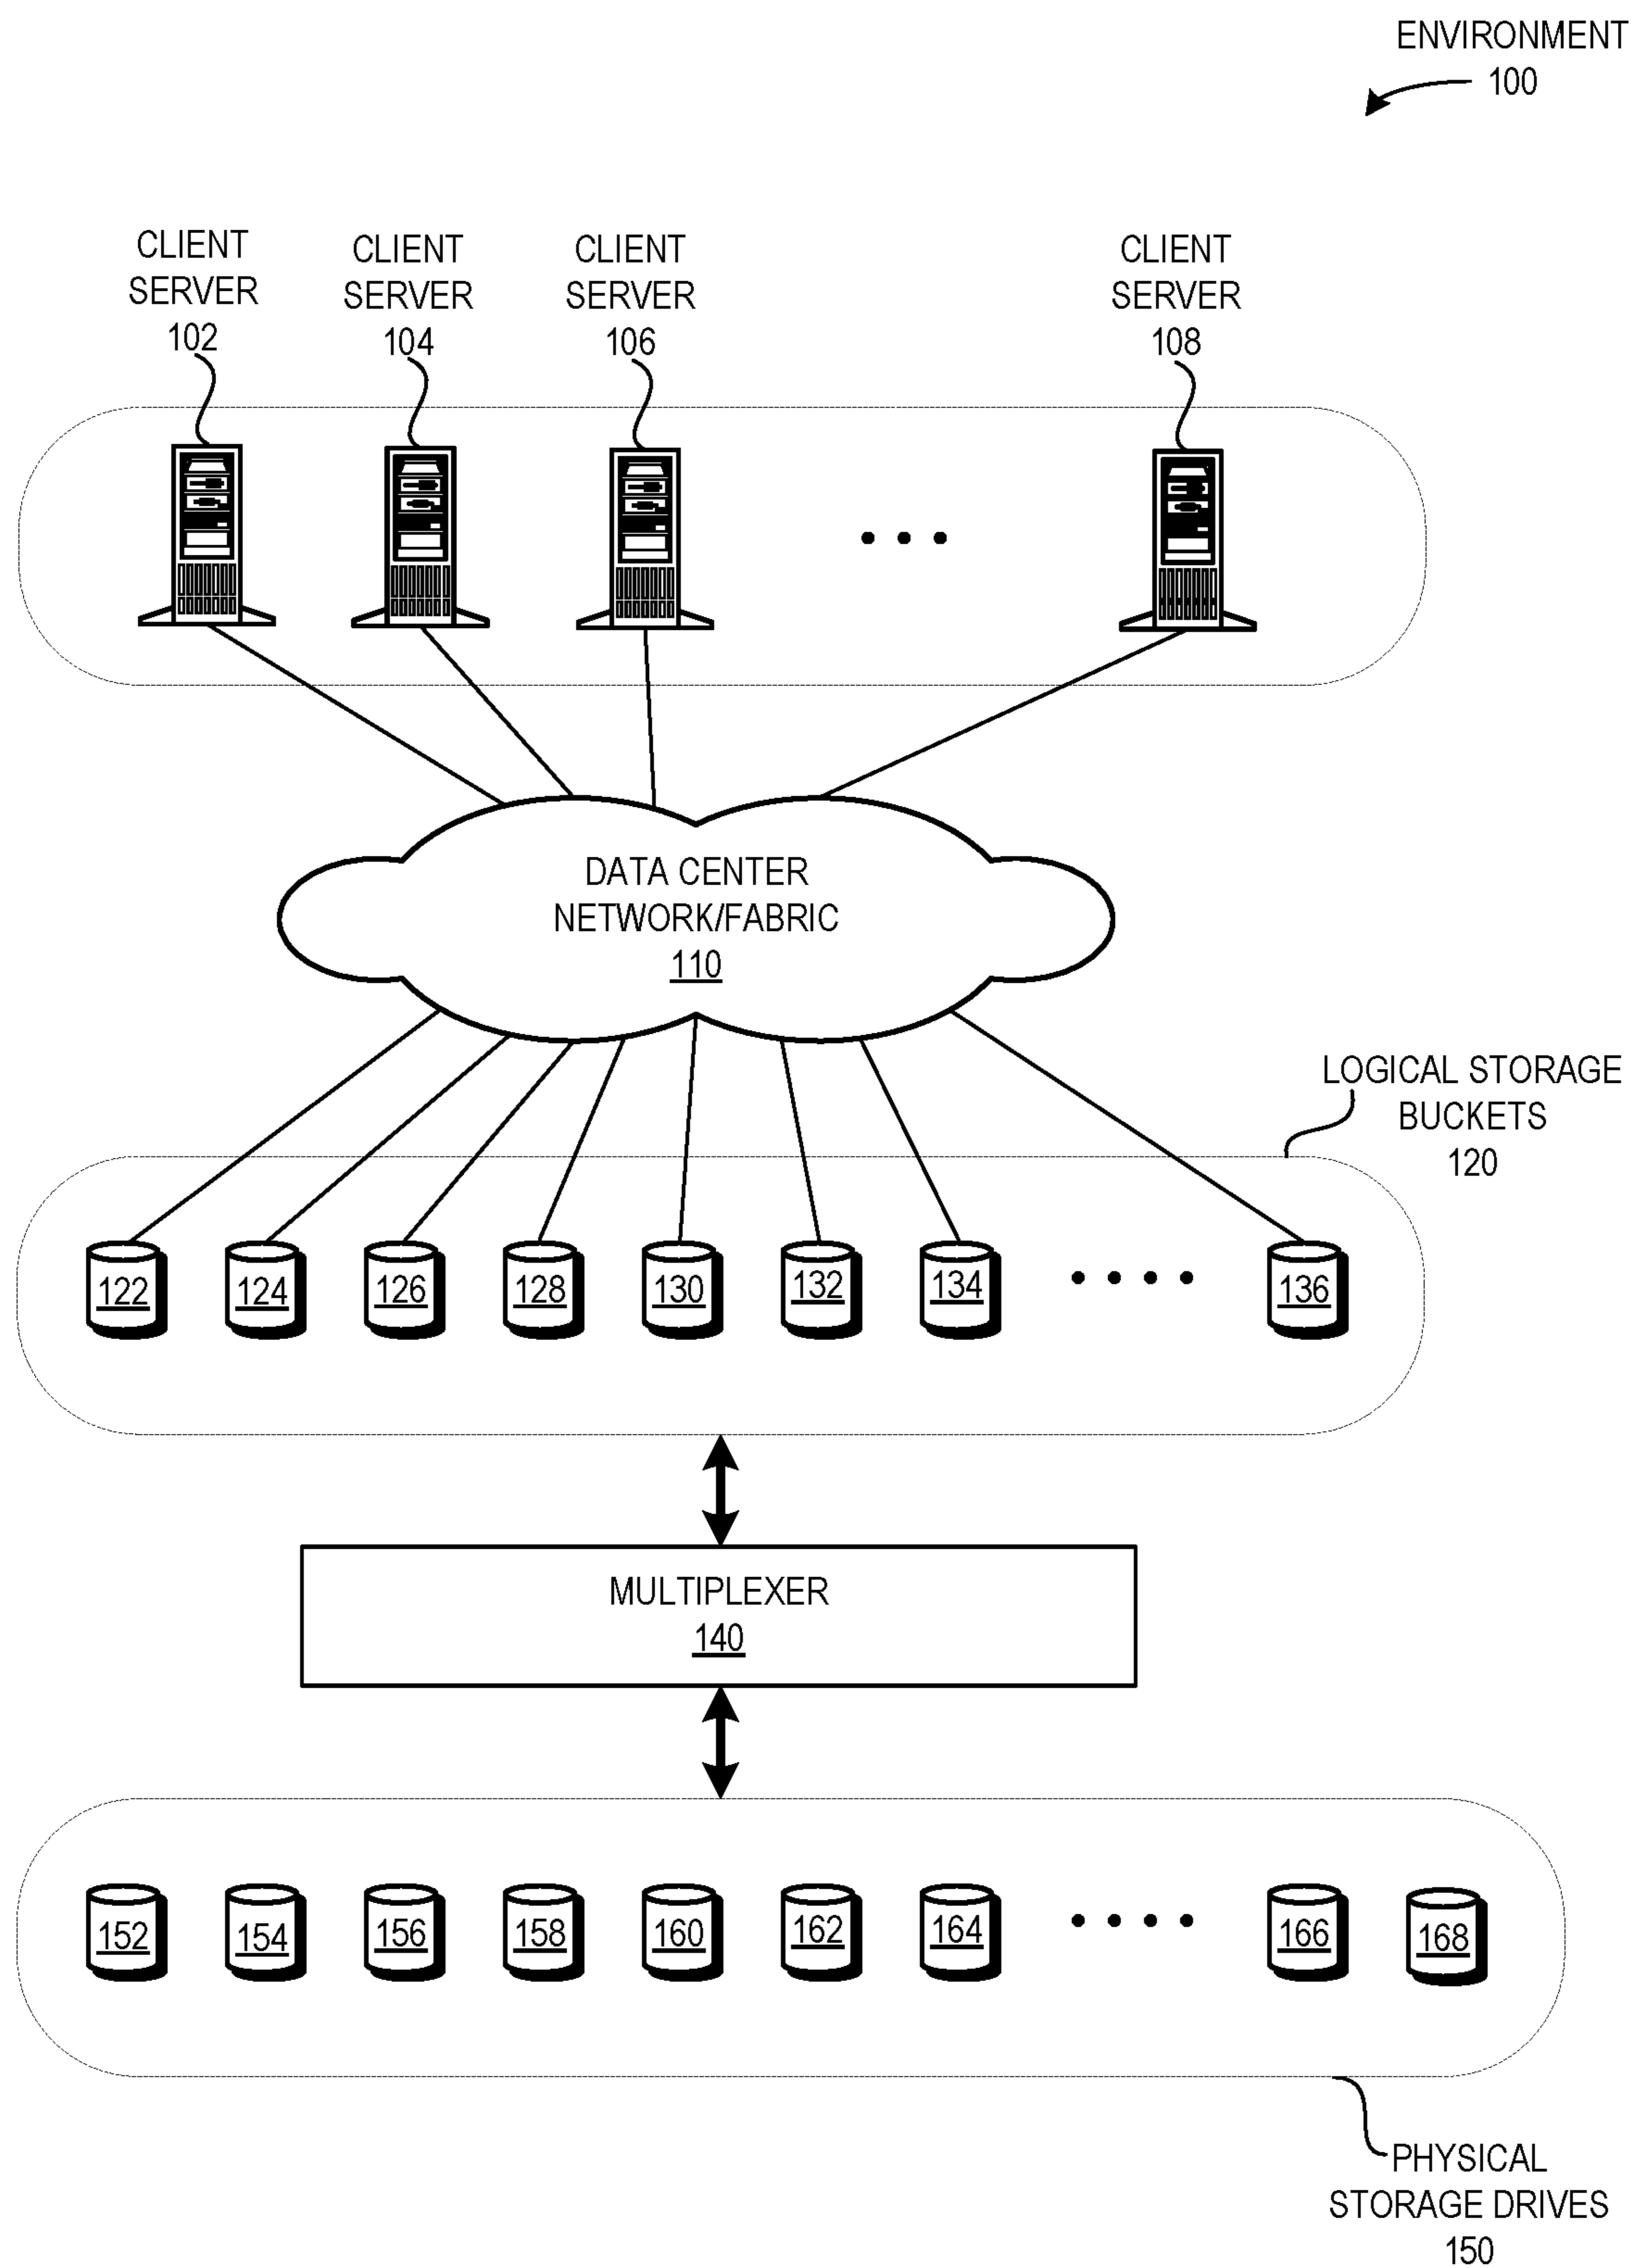 ENVIRONMENT
100
CLIENT
SERVER
102
CLIENT
SERVER
104
CLIENT
SERVER
106
CLIENT
SERVER
108
DATA CENTER
NETWORK/FABRIC
110
LOGICAL STORAGE
BUCKETS
120
122
124
126
128
130
132
134
136
MULTIPLEXER
140
152
154
156
158
160
162
164
166
168
PHYSICAL
STORAGE DRIVES
150